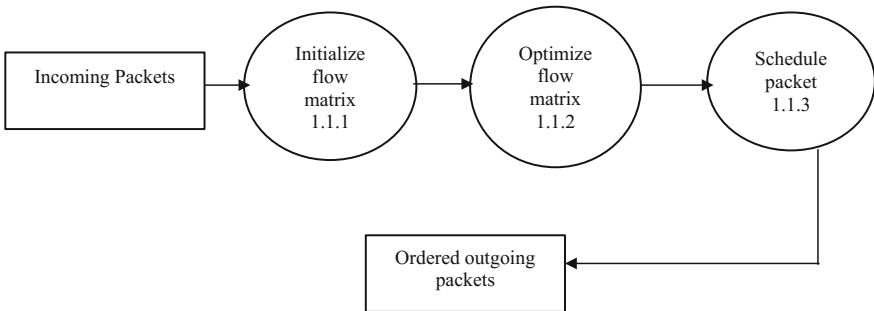 Incoming Packets
Initialize
flow
matrix
1.1.1
Optimize
flow
matrix
1.1.2
Schedule
packet
1.1.3
Ordered outgoing
packets